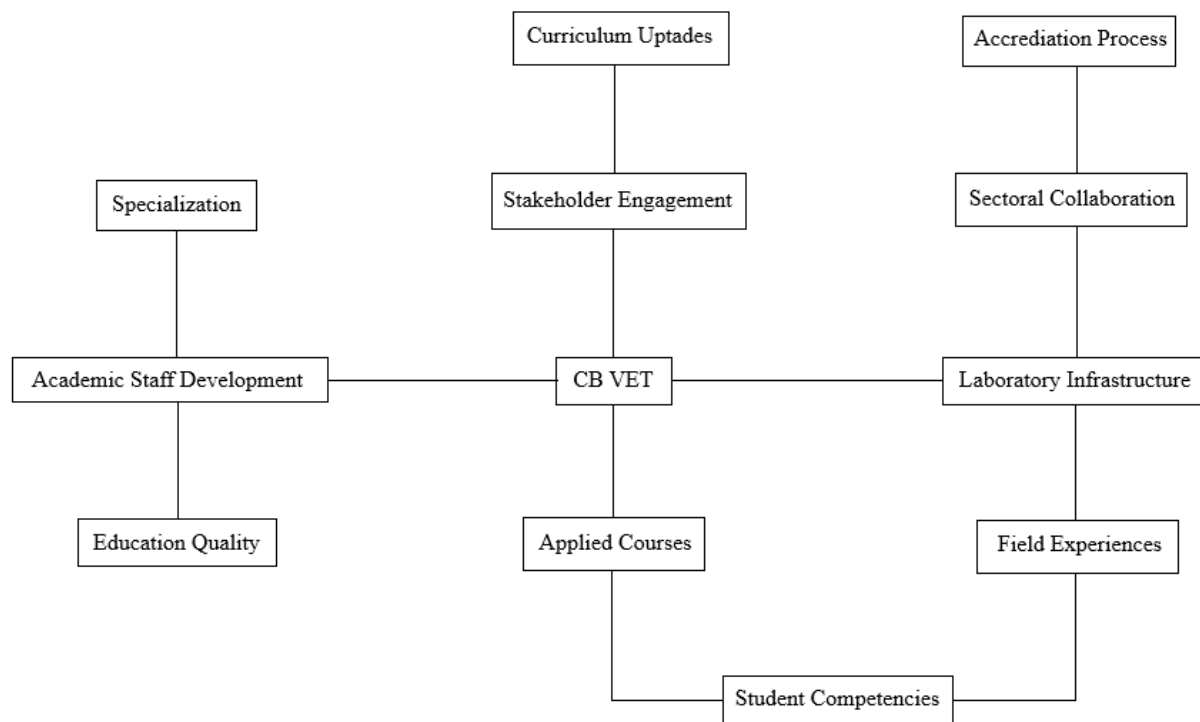 Curriculum Uptades
Accrediation Process
Specialization
Stakeholder Engagement
Sectoral Collaboration
Academic Staff Development
CB VET
Laboratory Infrastructure
Education Quality
Applied Courses
Field Experiences
Student Competencies